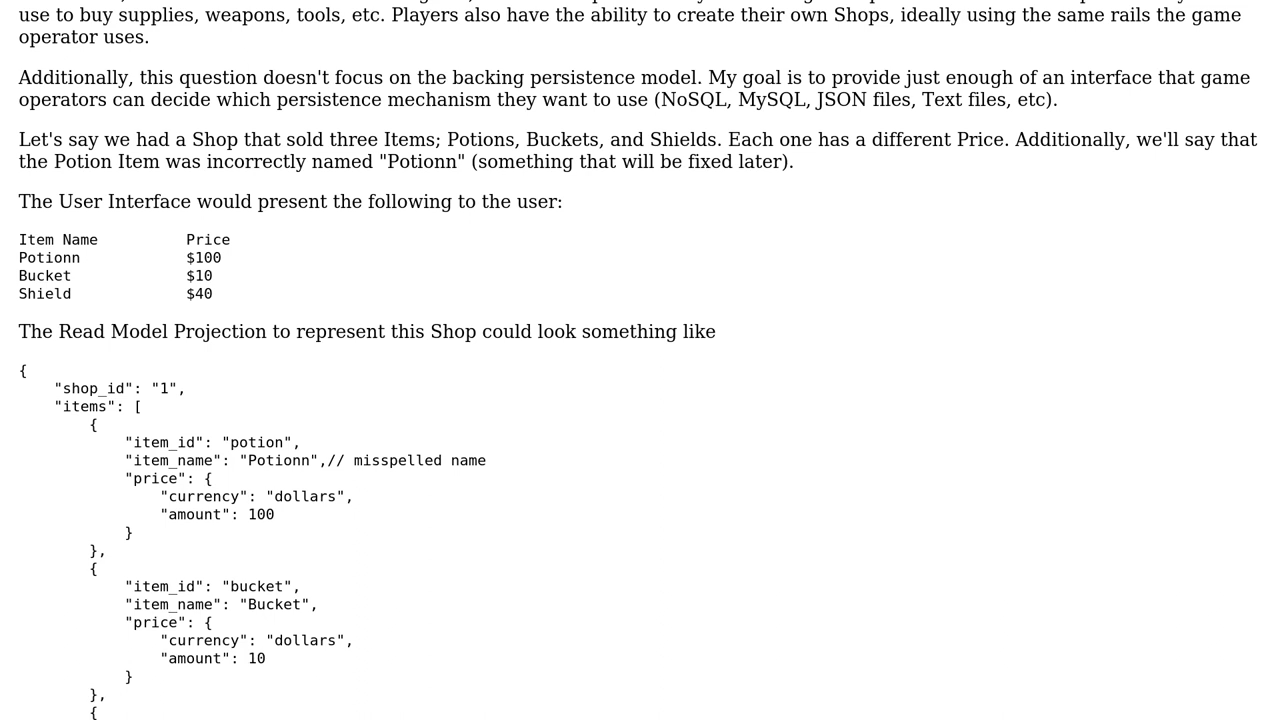 use to buy supplies, weapons, tools, etc. Players also have the ability to create their own Shops, ideally using the same rails the game
operator uses.
Additionally, this question doesn't focus on the backing persistence model. My goal is to provide just enough of an interface that game
operators can decide which persistence mechanism they want to use (NoSQL, MySQL, JSON files, Text files, etc).
Let's say we had a Shop that sold three Items; Potions, Buckets, and Shields. Each one has a different Price. Additionally, we'll say that
the Potion Item was incorrectly named "Potionn" (something that will be fixed later).
The User Interface would present the following to the user:
Item Name          Price
Potionn            $100
Bucket             $10
Shield             $40
The Read Model Projection to represent this Shop could look something like
{
    "shop_id": "1",
    "items": [
        {
            "item_id": "potion",
            "item_name": "Potionn",// misspelled name
            "price": {
                "currency": "dollars",
                "amount": 100
            }
        },
        {
            "item_id": "bucket",
            "item_name": "Bucket",
            "price": {
                "currency": "dollars",
                "amount": 10
            }
        },
        {